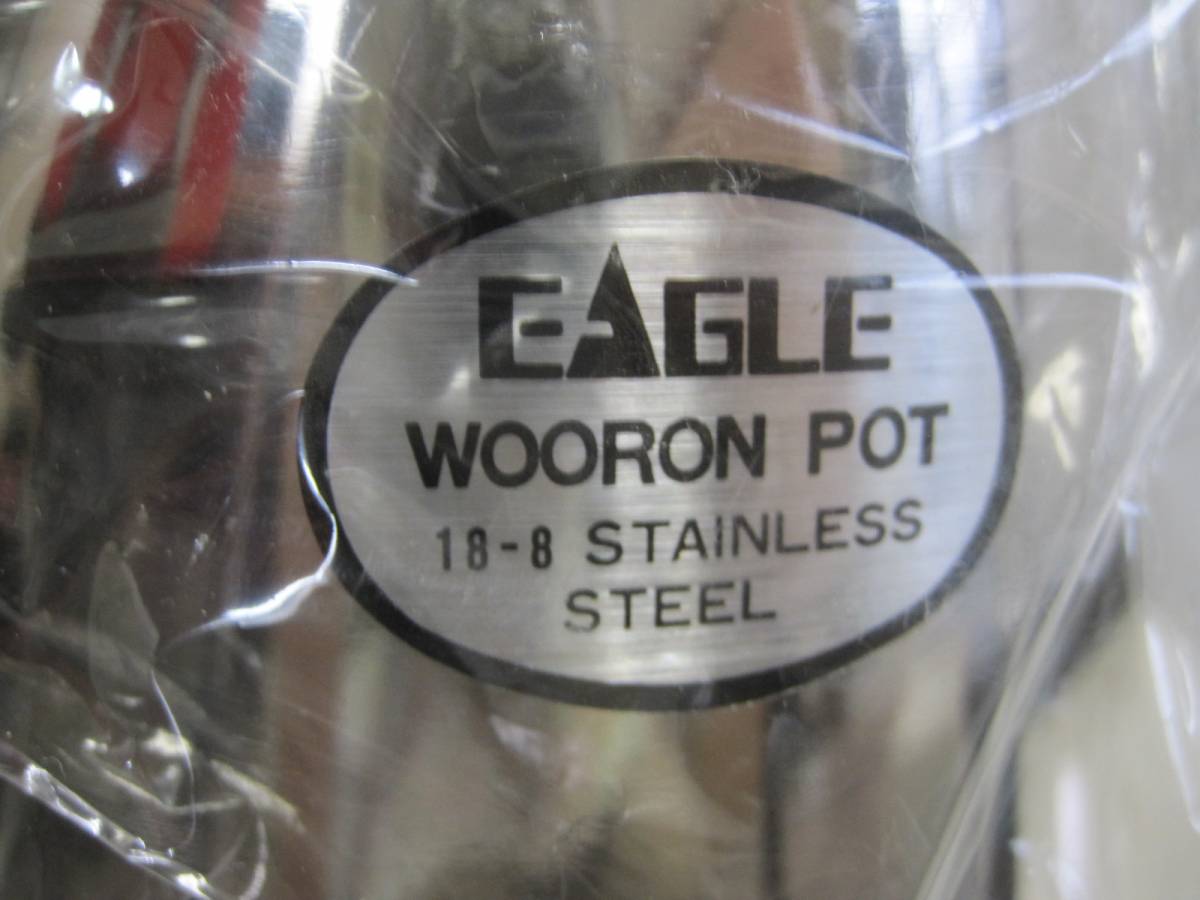 EAGLE
WOORON POT
18-8 STAINLESS
STEEL